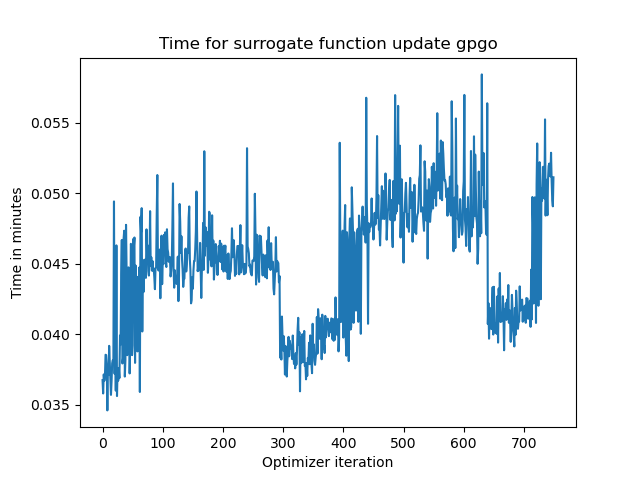 Time for surrogate function update gpgo
Time in minutes
0.055
0.050
0.045
0.040
0.035
0 100 200 300 400 500 600 700
Optimizer iteration